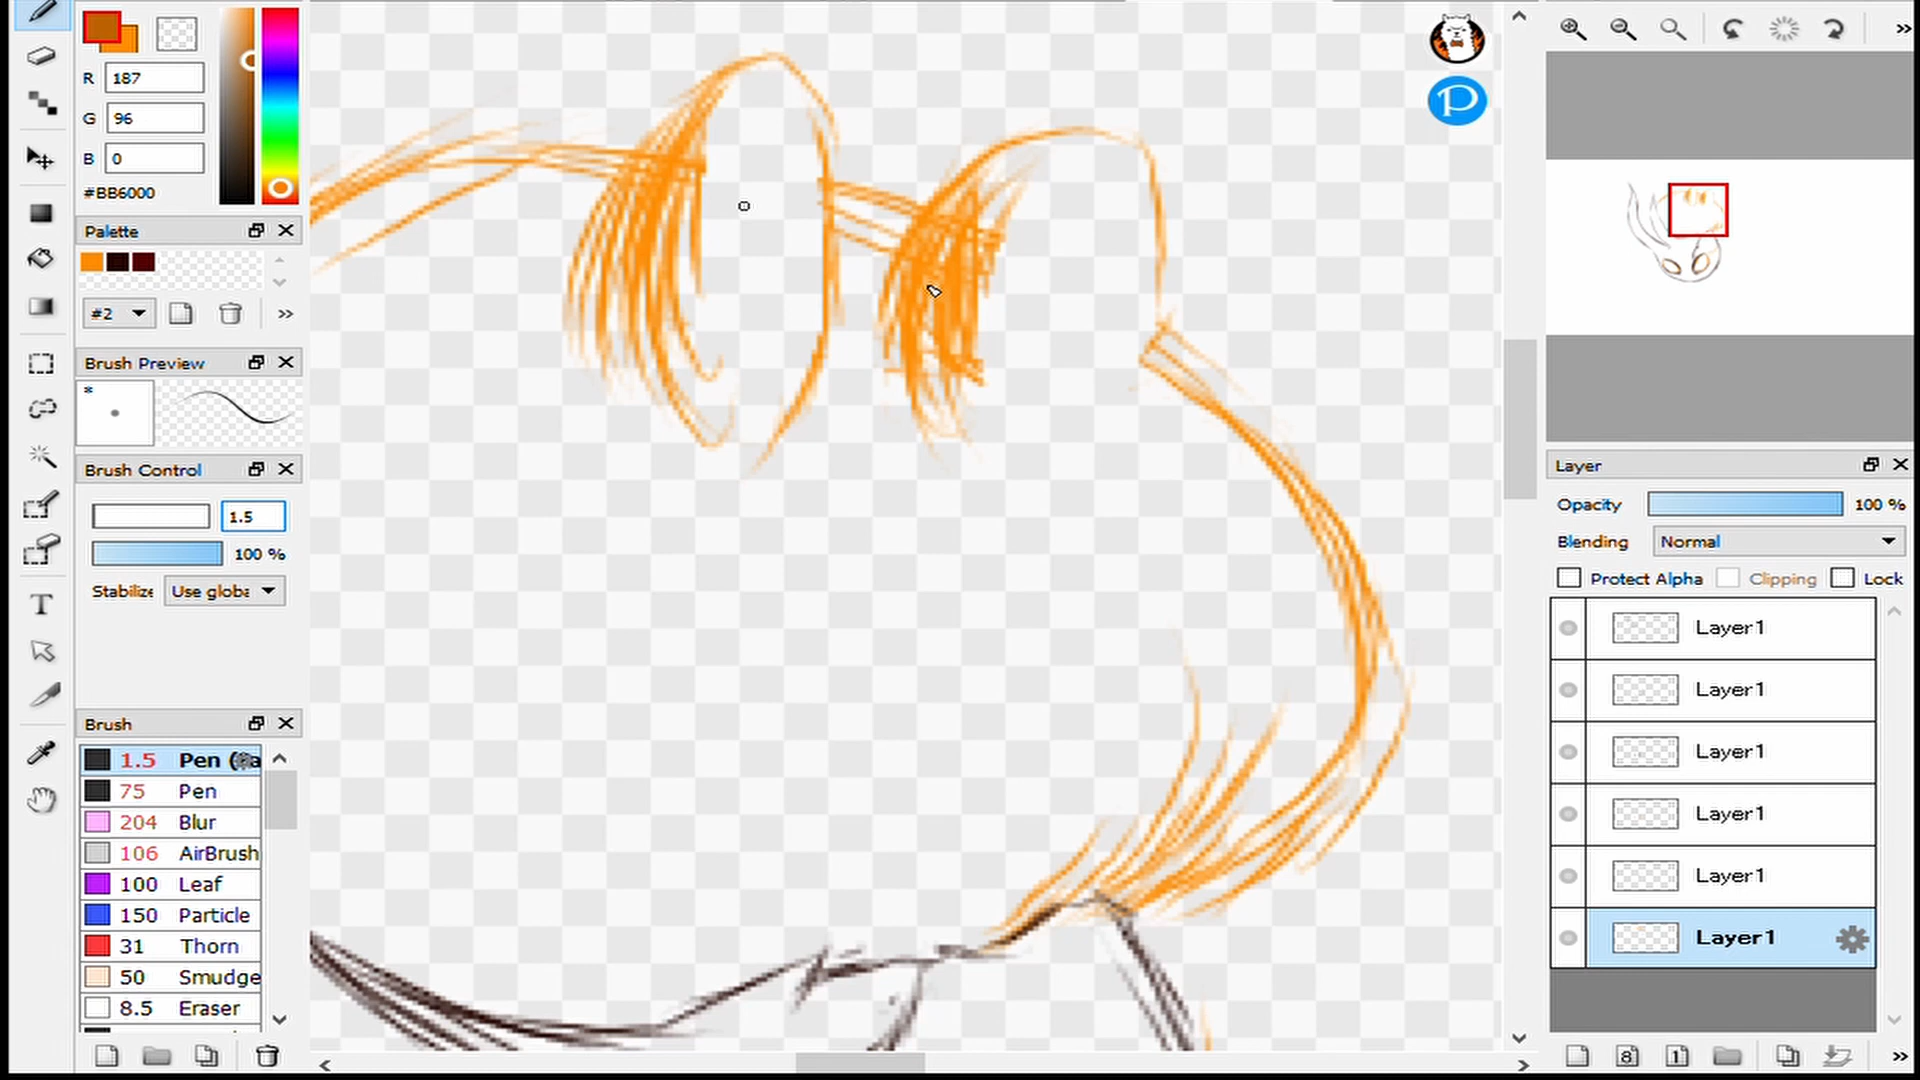 R 187
G 96
B 0
#BB6000
Palette
#2
Brush Preview
*
Brush Control
1.5
100 %
Use globa
Brush
1.5 Pen
75 Pen
204 Blur
106 AirBrush
100 Leaf
150 Particle
31 Thorn
50 Smudge
8.5 Eraser
T
P
Layer
Opacity 100 %
Blending Normal
Protect Alpha Clipping Lock
Layer1
Layer1
Layer1
Layer1
Layer1
Layer1
8 1